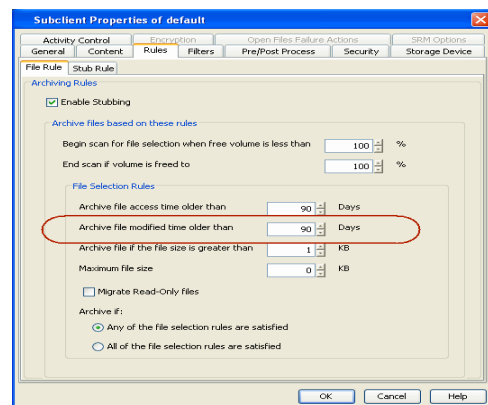 Subclient Properties of default
Activity Control Encryption Open Files Failure Actions SRM Options
General Content Rules Filters Pre/Post Process Security Storage Device
File Rule Stub Rule
Archiving Rules
Enable Stubbing
Archive files based on these rules
Begin scan for file selection when free volume is less than 100 %
End scan if volume is freed to 100 %
File Selection Rules
Archive file access time older than 90 Days
Archive file modified time older than 90 Days
Archive file if the file size is greater than 1 KB
Maximum file size 0 KB
Migrate Read-Only files
Archive if:
Any of the file selection rules are satisfied
All of the file selection rules are satisfied
OK Cancel Help